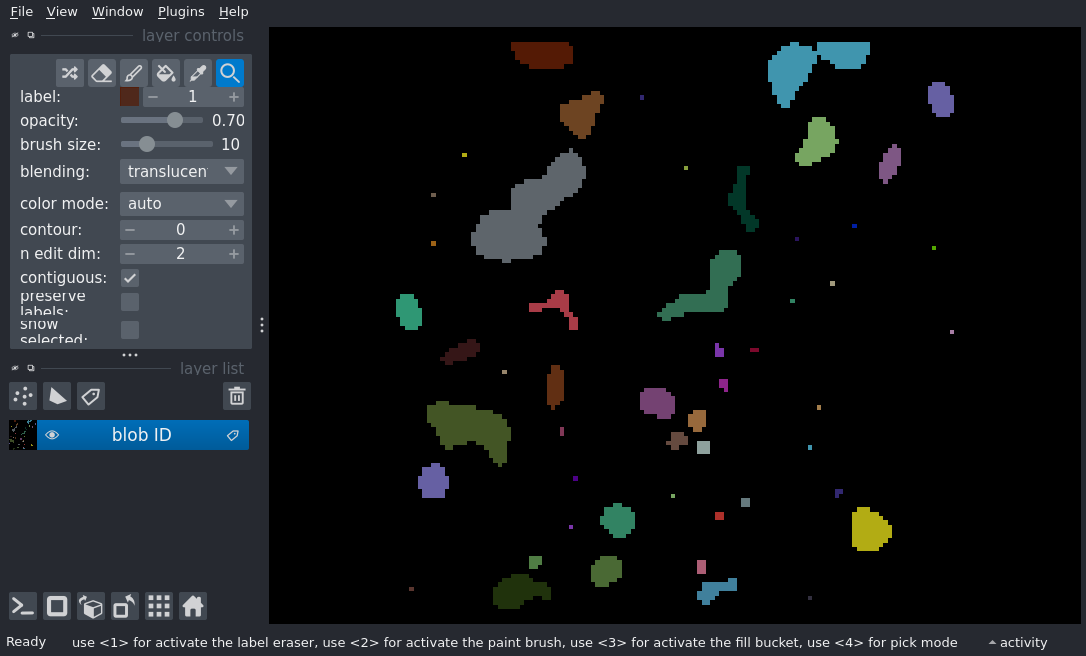 File View Window Plugins Help
layer controls
label: 1
opacity: 0.70
brush size: 10
blending: translucen
color mode: auto
contour: 0
n edit dim: 2
contiguous:
preserve
labels:
show
selected:
layer list
blob ID
Ready use <1> for activate the label eraser, use <2> for activate the paint brush, use <3> for activate the fill bucket, use <4> for pick mode activity